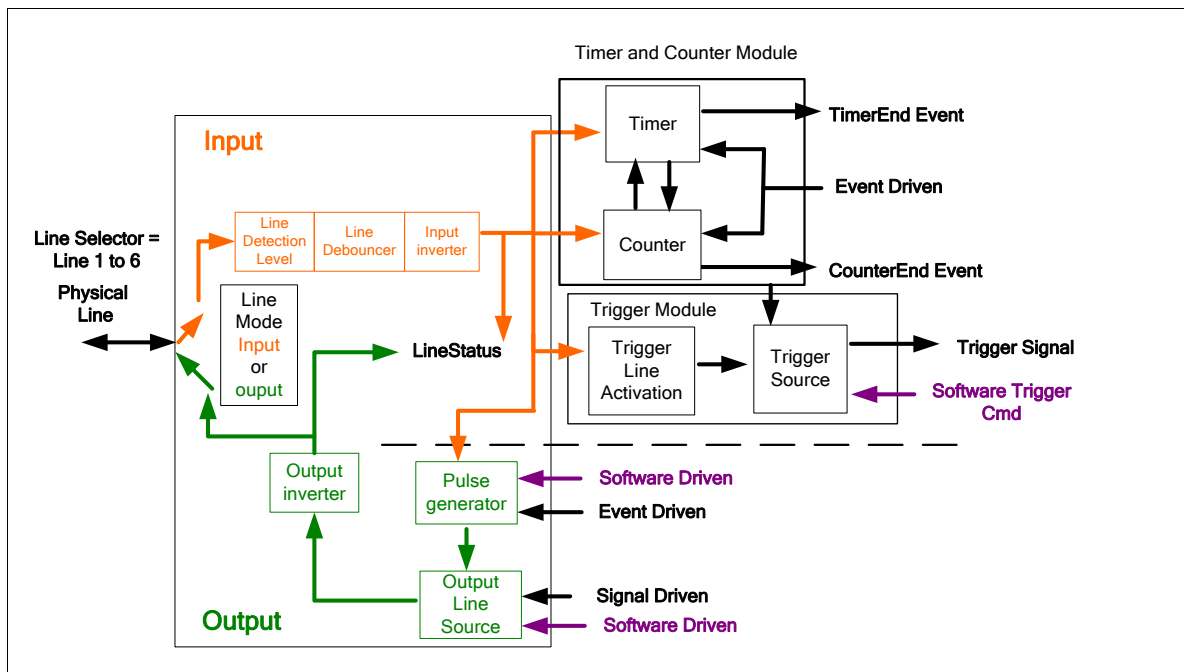 Timer and Counter Module
Timer
TimerEnd Event
Input
Event Driven
Line Selector =
Line 1 to 6
Physical
Line
Line
Detection
Level
Line
Debouncer
Input
inverter
Counter
CounterEnd Event
Line
Mode
Input
or
ouput
Trigger Module
LineStatus
Trigger
Line
Activation
Trigger
Source
Trigger Signal
Software Trigger
Cmd
Output
inverter
Pulse
generator
Software Driven
Event Driven
Output
Line
Source
Signal Driven
Software Driven
Output